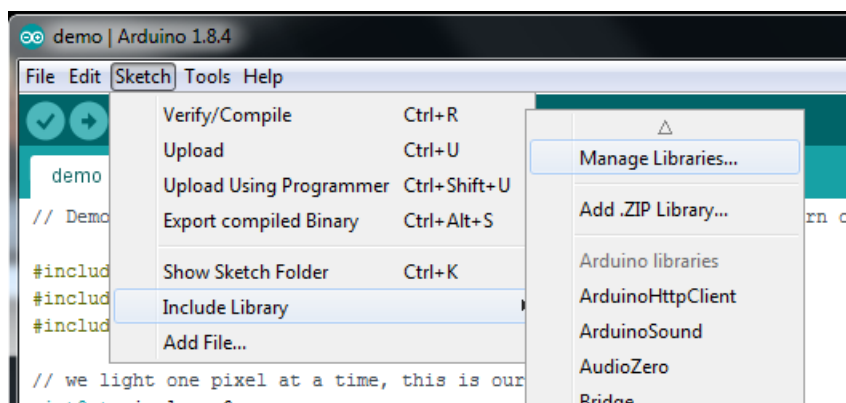 demo | Arduino 1.8.4
File Edit Sketch Tools Help
Verify/Compile Ctrl+R
Upload Ctrl+U
Upload Using Programmer Ctrl+Shift+U
Export compiled Binary Ctrl+Alt+S
Show Sketch Folder Ctrl+K
Include Library
Add File...
Manage Libraries...
Add .ZIP Library...
Arduino libraries
ArduinoHttpClient
ArduinoSound
AudioZero
Bridge
demo
// Demo
#includ
#includ
#includ
// we light one pixel at a time, this is our